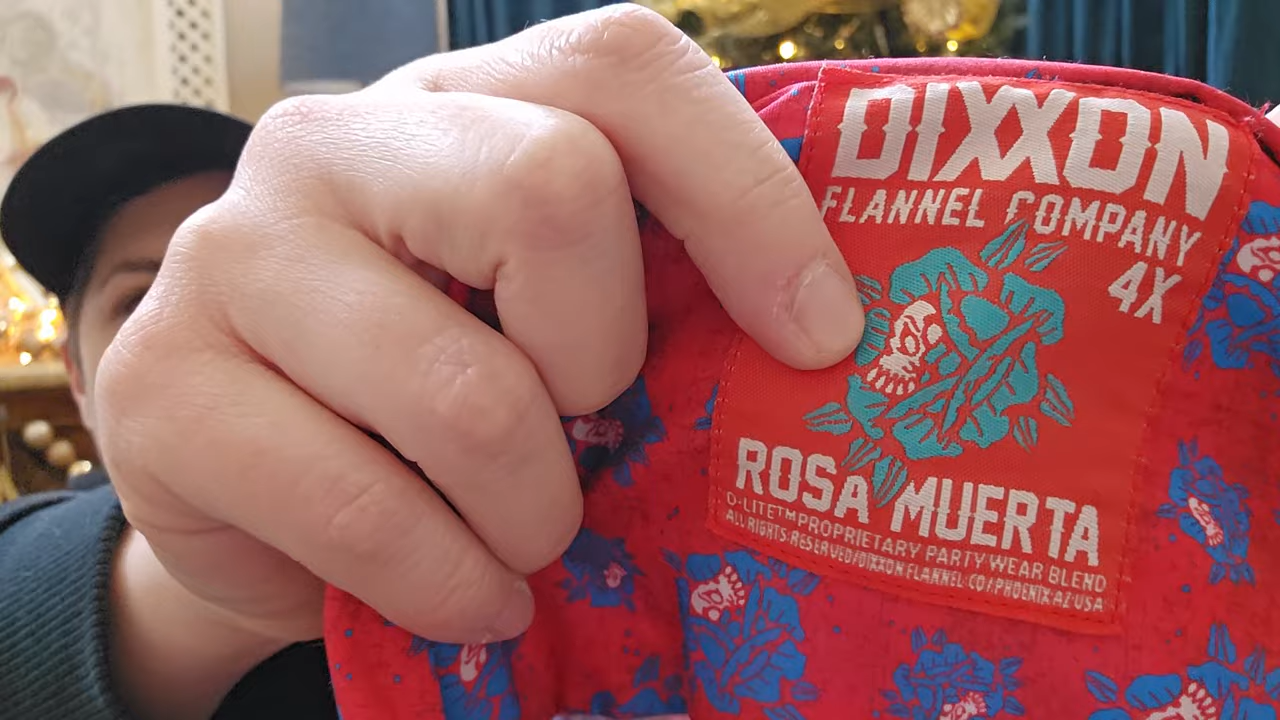 DIXXON
FLANNEL COMPANY
4X
ROSA MUERTA
D-LITE™ PROPRIETARY PARTY WEAR BLEND
ALL RIGHTS RESERVED/DIXXON FLANNEL CO/PHOENIX AZ USA